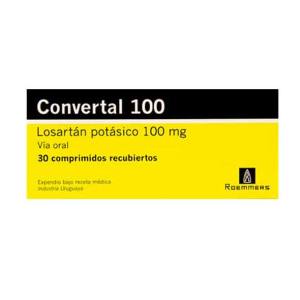 Convertal 100
Losartán potásico 100 mg
Vía oral
30 comprimidos recubiertos
Expendio bajo receta médica
Industria Uruguaya
ROEMMERS